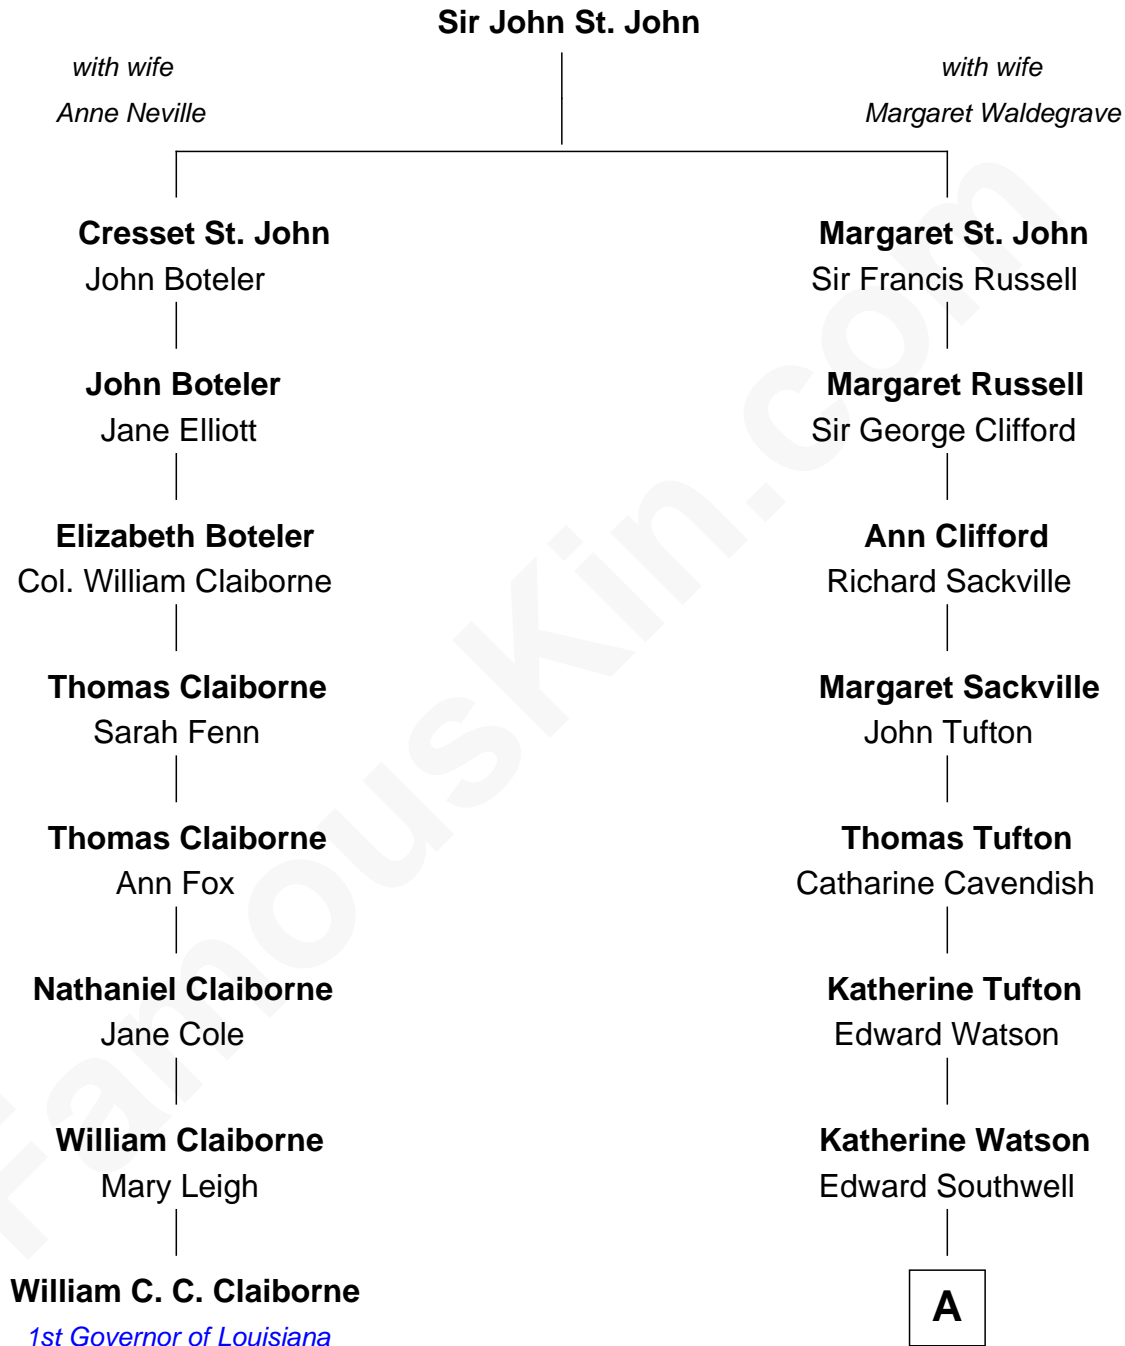 Sir John St. John
with wife
Anne Neville
with wife
Margaret Waldegrave
Cresset St. John
John Boteler
Margaret St. John
Sir Francis Russell
John Boteler
Jane Elliott
Margaret Russell
Sir George Clifford
Elizabeth Boteler
Col. William Claiborne
Ann Clifford
Richard Sackville
Thomas Claiborne
Sarah Fenn
Margaret Sackville
John Tufton
Thomas Claiborne
Ann Fox
Thomas Tufton
Catharine Cavendish
Nathaniel Claiborne
Jane Cole
Katherine Tufton
Edward Watson
William Claiborne
Mary Leigh
Katherine Watson
Edward Southwell
William C. C. Claiborne
1st Governor of Louisiana
A
FamousKin.com